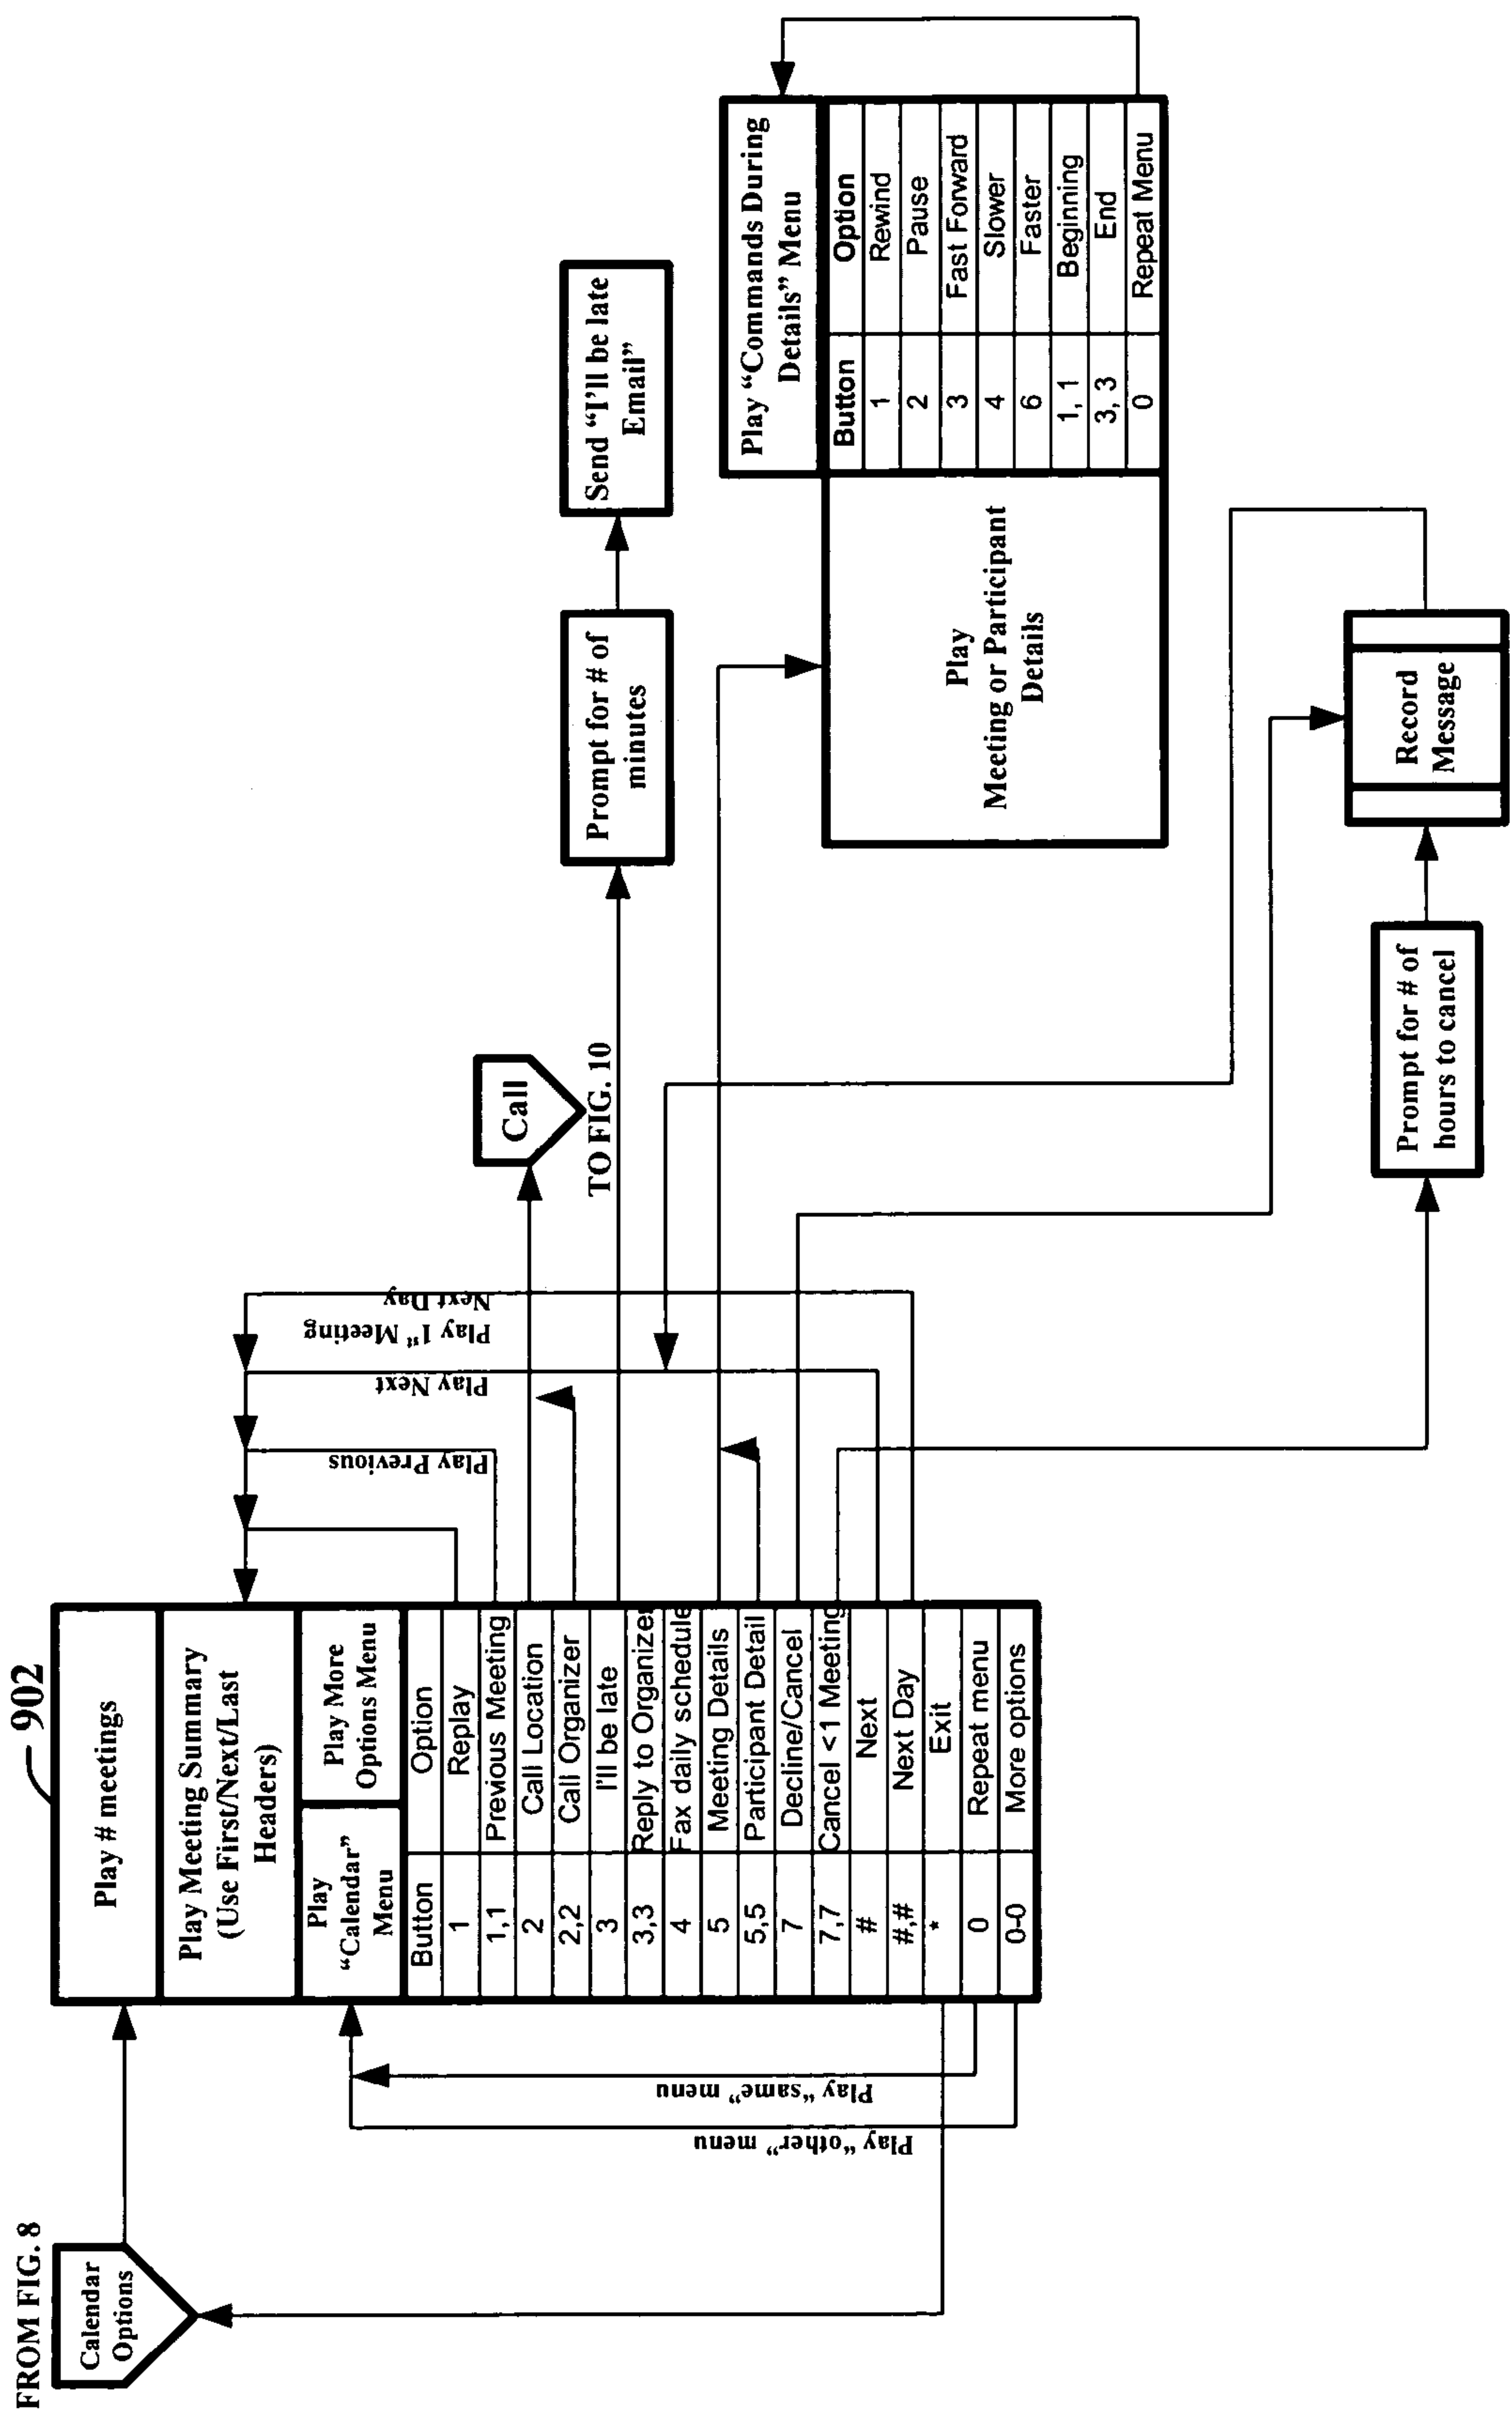 FROM FIG. 8
Calendar
Options
902
Play # meetings
Play Meeting Summary
(Use First/Next/Last
Headers)
Play
“Calendar”
Menu
Play More
Options Menu
Button Option
1 Replay
1,1 Previous Meeting
2 Call Location
2,2 Call Organizer
3 I'll be late
3,3 Reply to Organizer
4 Fax daily schedule
5 Meeting Details
5,5 Participant Detail
7 Decline/Cancel
7,7 Cancel <1 Meeting
# Next
#,# Next Day
* Exit
0 Repeat menu
0-0 More options
Play “same” menu
Play “other” menu
Play Previous
Play Next
Play 1st Meeting
Next Day
Call
TO FIG. 10
Prompt for # of
minutes
Send “I'll be late
Email”
Play
Meeting or Participant
Details
Play “Commands During
Details” Menu
Button Option
1 Rewind
2 Pause
3 Fast Forward
4 Slower
6 Faster
1, 1 Beginning
3, 3 End
0 Repeat Menu
Prompt for # of
hours to cancel
Record
Message